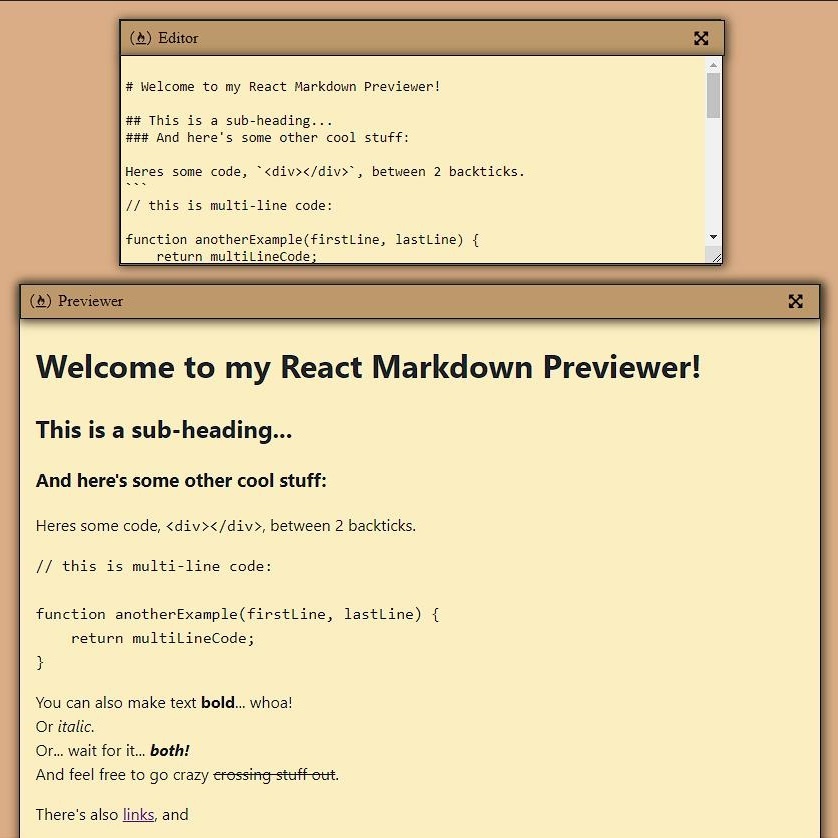 Editor
# Welcome to my React Markdown Previewer!
## This is a sub-heading...
### And here's some other cool stuff:
Heres some code, `<div></div>`, between 2 backticks.
```
// this is multi-line code:
function anotherExample(firstLine, lastLine) {
    return multiLineCode;
Previewer
Welcome to my React Markdown Previewer!
This is a sub-heading...
And here's some other cool stuff:
Heres some code, <div></div>, between 2 backticks.
// this is multi-line code:
function anotherExample(firstLine, lastLine) {
    return multiLineCode;
}
You can also make text bold... whoa!
Or italic.
Or... wait for it... both!
And feel free to go crazy crossing stuff out.
There's also links, and